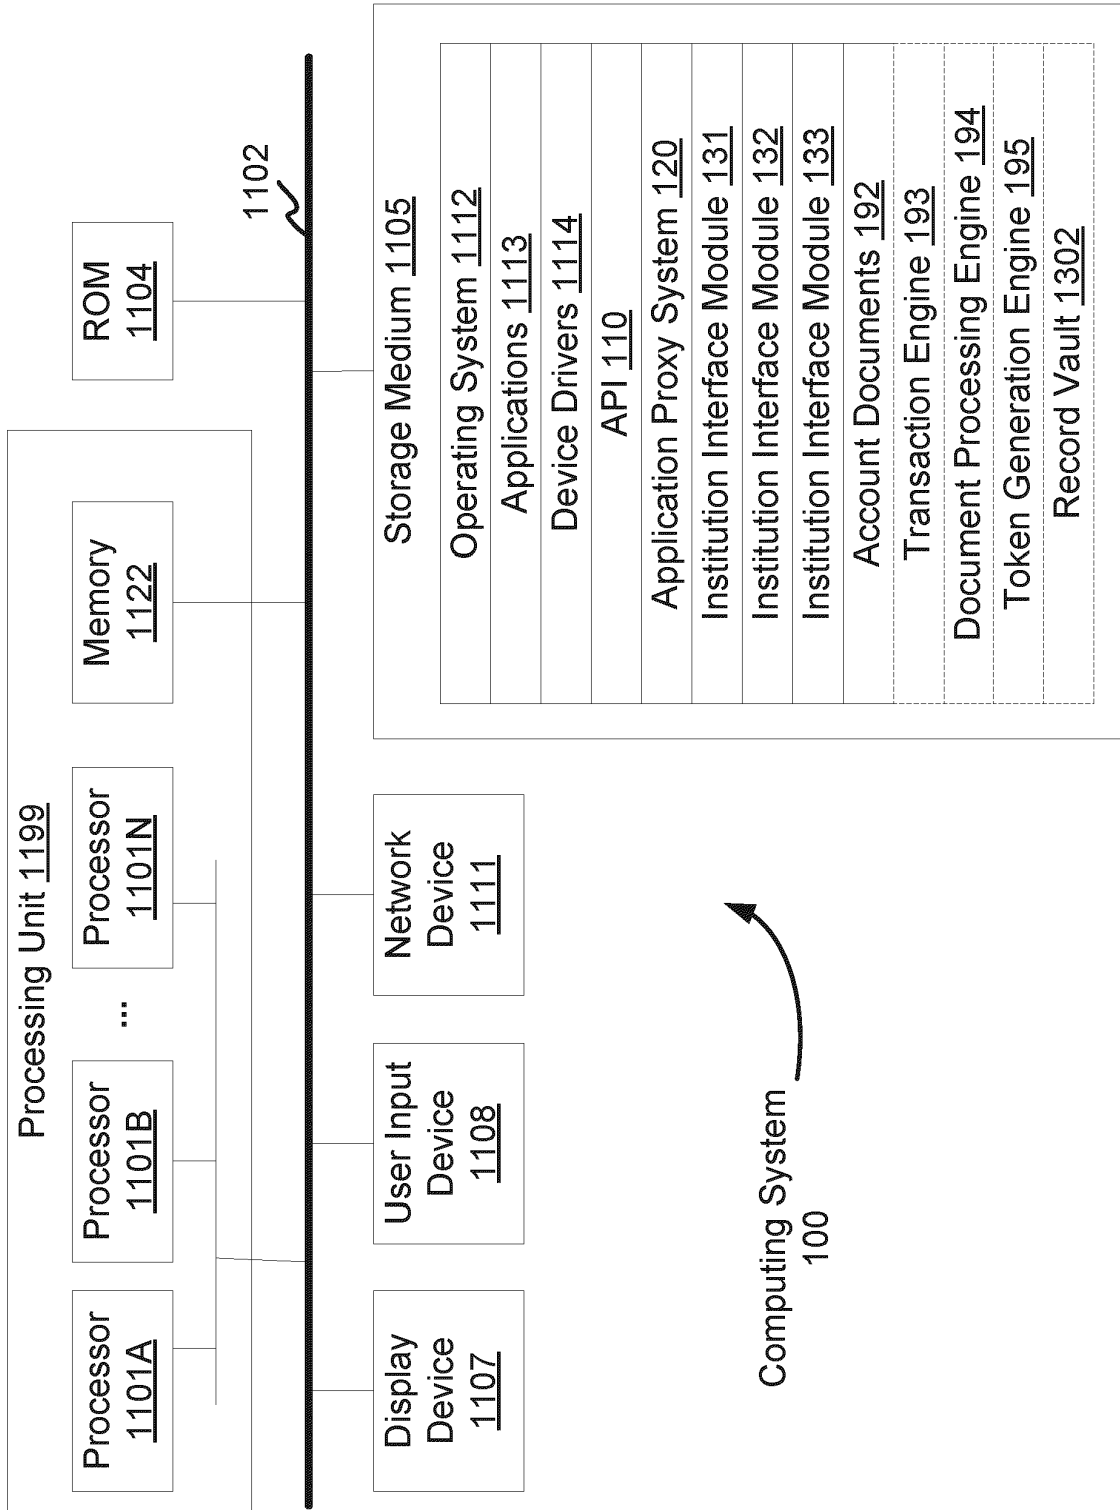 Processing Unit 1199
Processor
1101A
Processor
1101B
...
Processor
1101N
Memory
1122
ROM
1104
1102
Display
Device
1107
User Input
Device
1108
Network
Device
1111
Storage Medium 1105
Operating System 1112
Applications 1113
Device Drivers 1114
API 110
Application Proxy System 120
Institution Interface Module 131
Institution Interface Module 132
Institution Interface Module 133
Account Documents 192
Transaction Engine 193
Document Processing Engine 194
Token Generation Engine 195
Record Vault 1302
Computing System
100